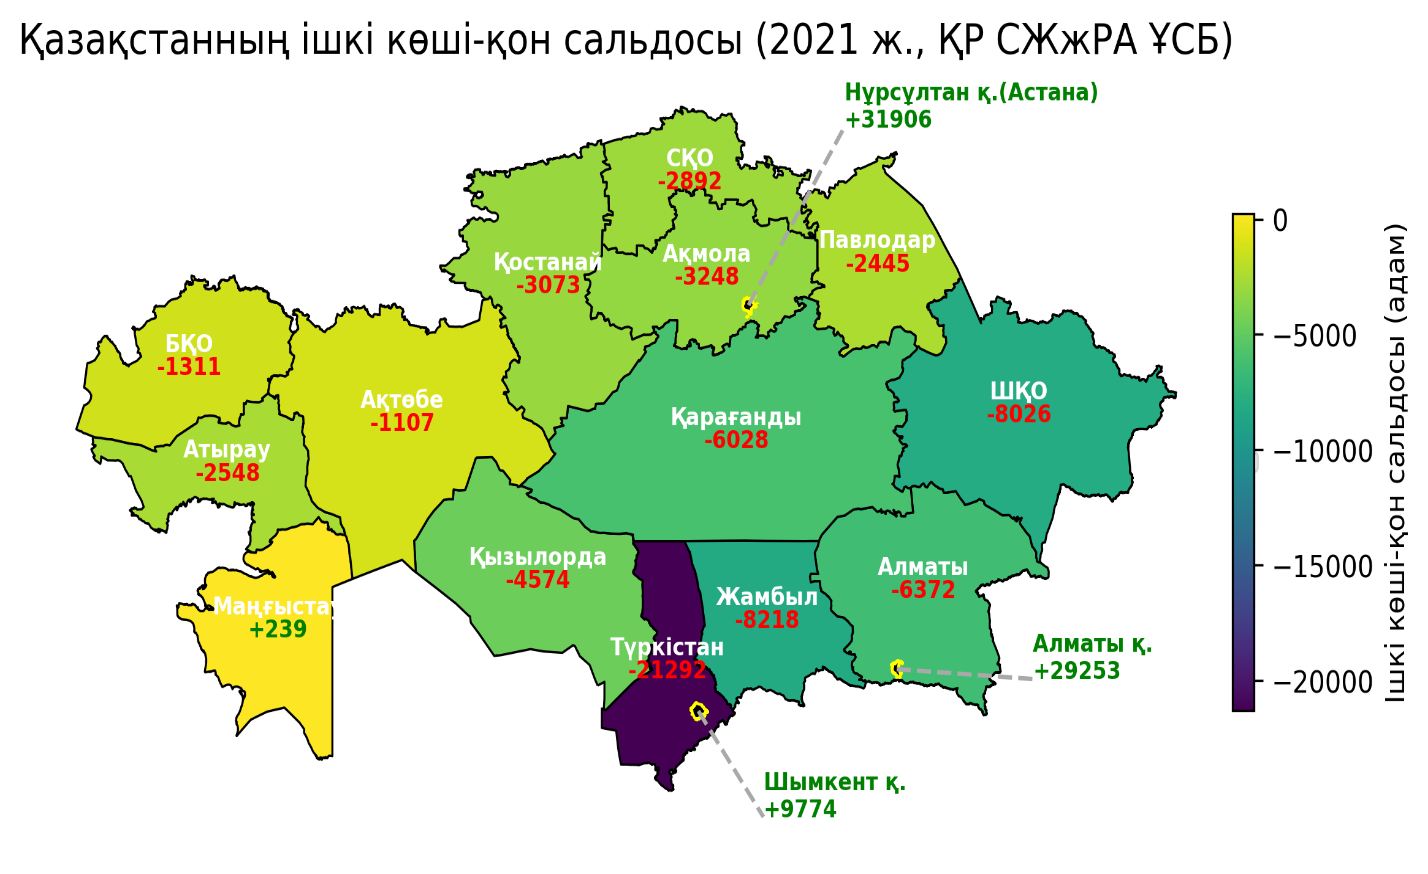 Қазақстанның ішкі көші-қон сальдосы (2021 ж., ҚР СЖжРА ҰСБ)
Нұрсұлтан қ.(Астана)
+31906
СҚО
-2892
Павлодар
-2445
Ақмола
-3248
Қостанай
-3073
БҚО
-1311
Ақтөбе
-1107
ШҚО
-8026
Қарағанды
-6028
Атырау
-2548
Қызылорда
-4574
Алматы
-6372
Жамбыл
-8218
Маңғыстау
+239
Түркістан
-21292
Алматы қ.
+29253
Шымкент қ.
+9774
0
−5000
−10000
−15000
−20000
Ішкі көші-қон сальдосы (адам)